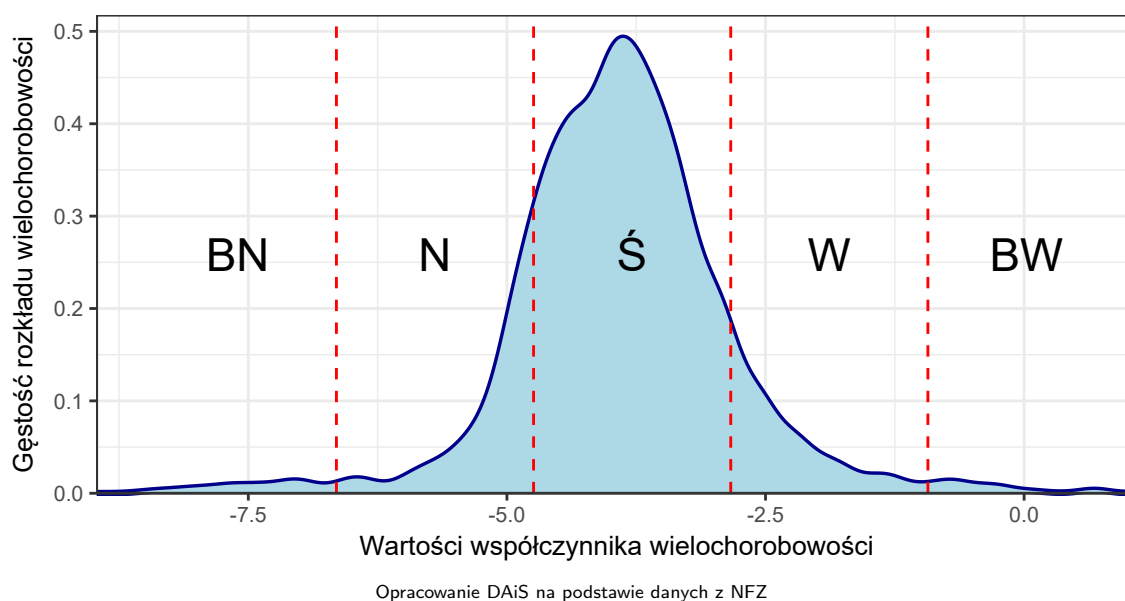 Gęstość rozkładu wielochorobowości
0.5
0.4
0.3
0.2
0.1
0.0
BN N Ś W BW
-7.5 -5.0 -2.5 0.0
Wartości współczynnika wielochorobowości
Opracowanie DAiS na podstawie danych z NFZ